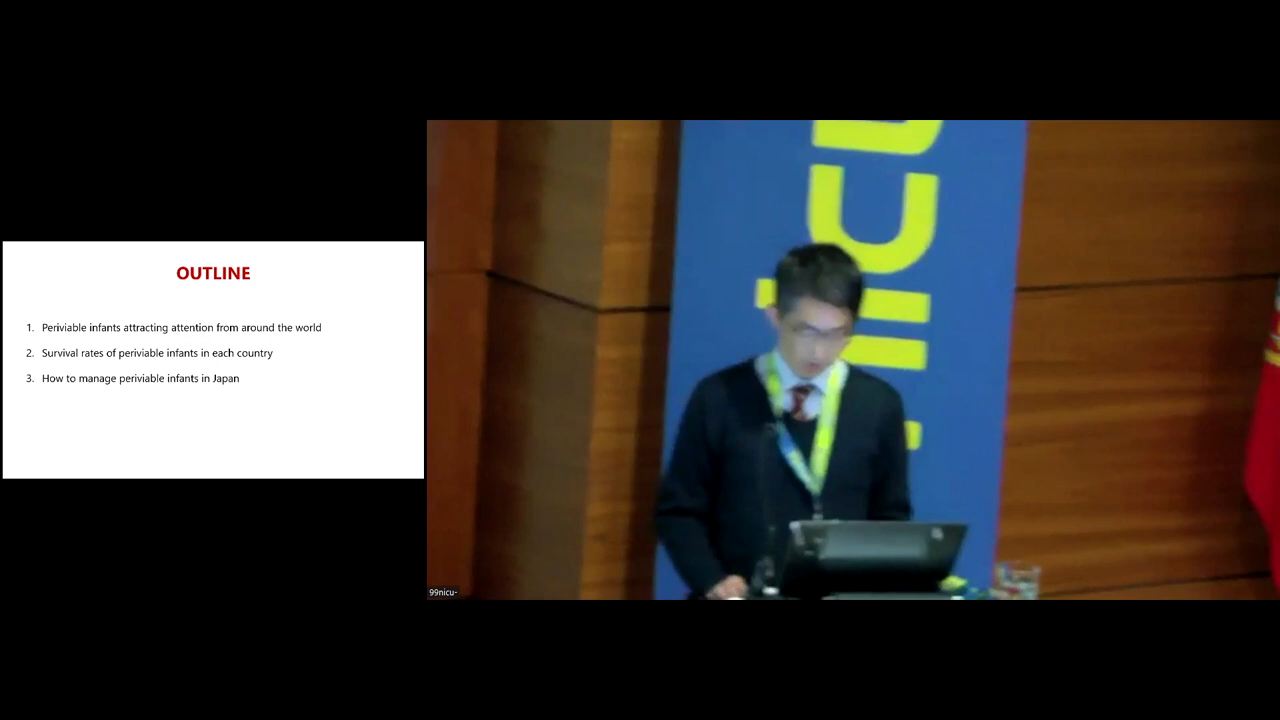 OUTLINE
1. Periviable infants attracting attention from around the world
2. Survival rates of periviable infants in each country
3. How to manage periviable infants in Japan
99nicu-